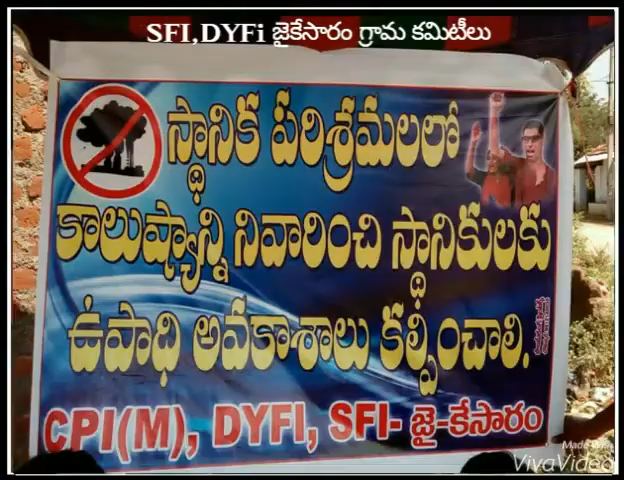 SFI,DYFi జైకేసారం గ్రామ కమిటీలు
స్థానిక పరిశ్రమలలో
కాలుష్యాన్ని నివారించి స్థానికులకు
ఉపాధి అవకాశాలు కల్పించాలి.
CPI(M), DYFI, SFI- జై-కేసారం
Made with
VivaVideo